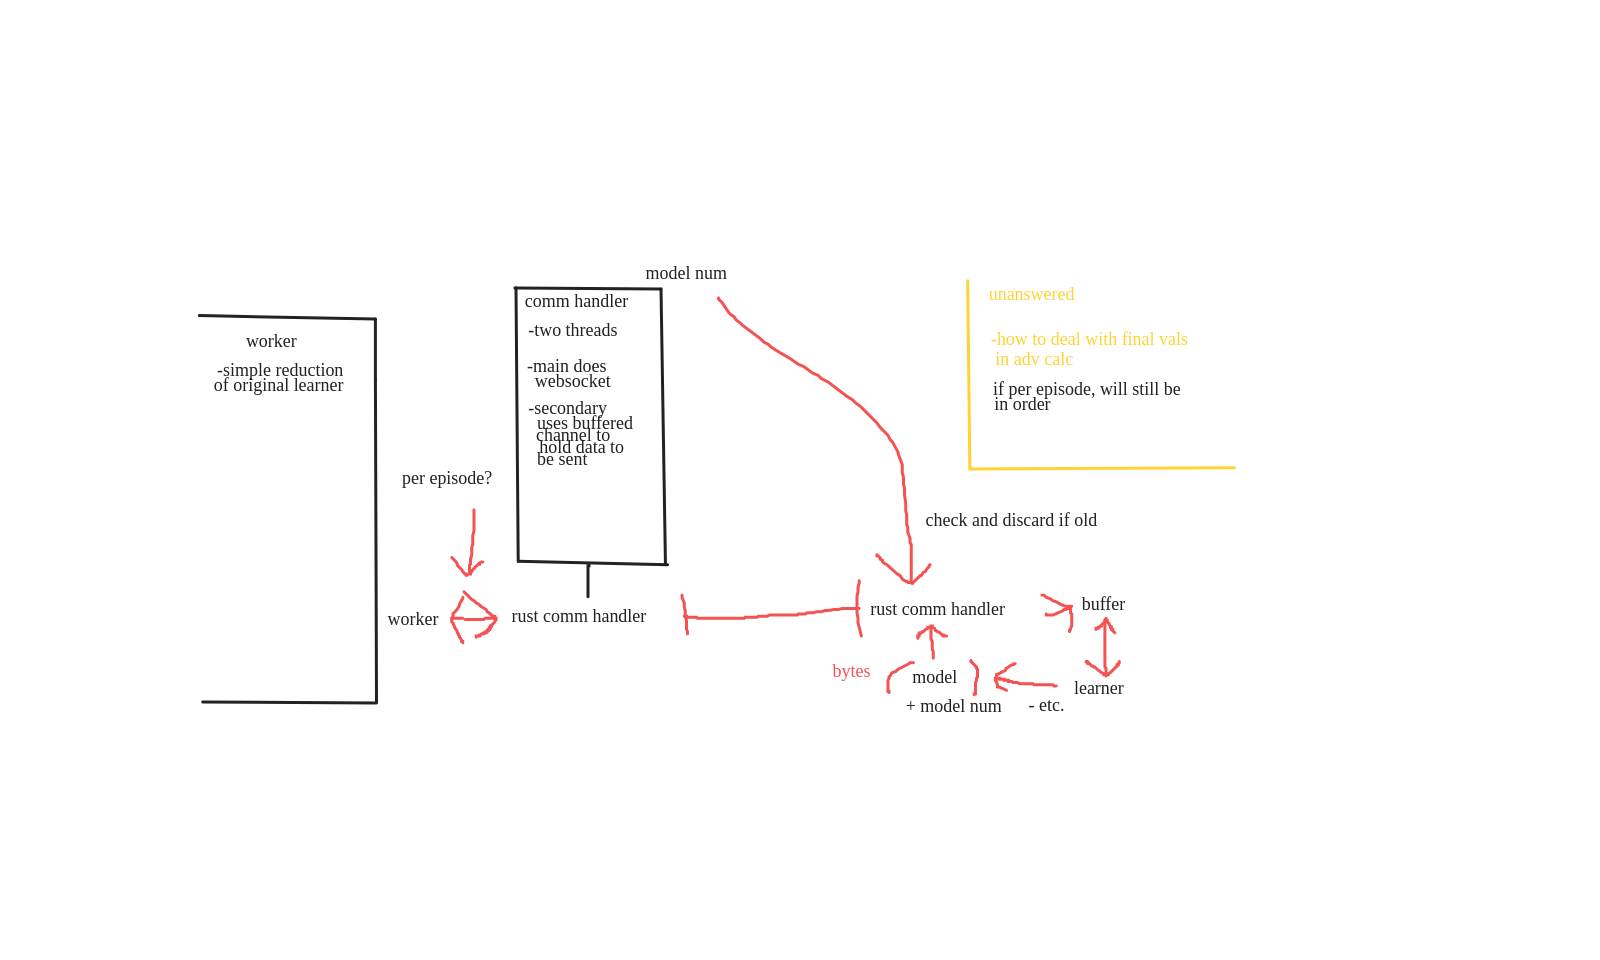 model num
comm handler
-two threads
-main does
websocket
-secondary
uses buffered
channel to
hold data to
be sent
worker
-simple reduction
of original learner
unanswered
-how to deal with final vals
in adv calc
if per episode, will still be
in order
per episode?
check and discard if old
worker
rust comm handler
rust comm handler
buffer
bytes
model
+ model num
- etc.
learner